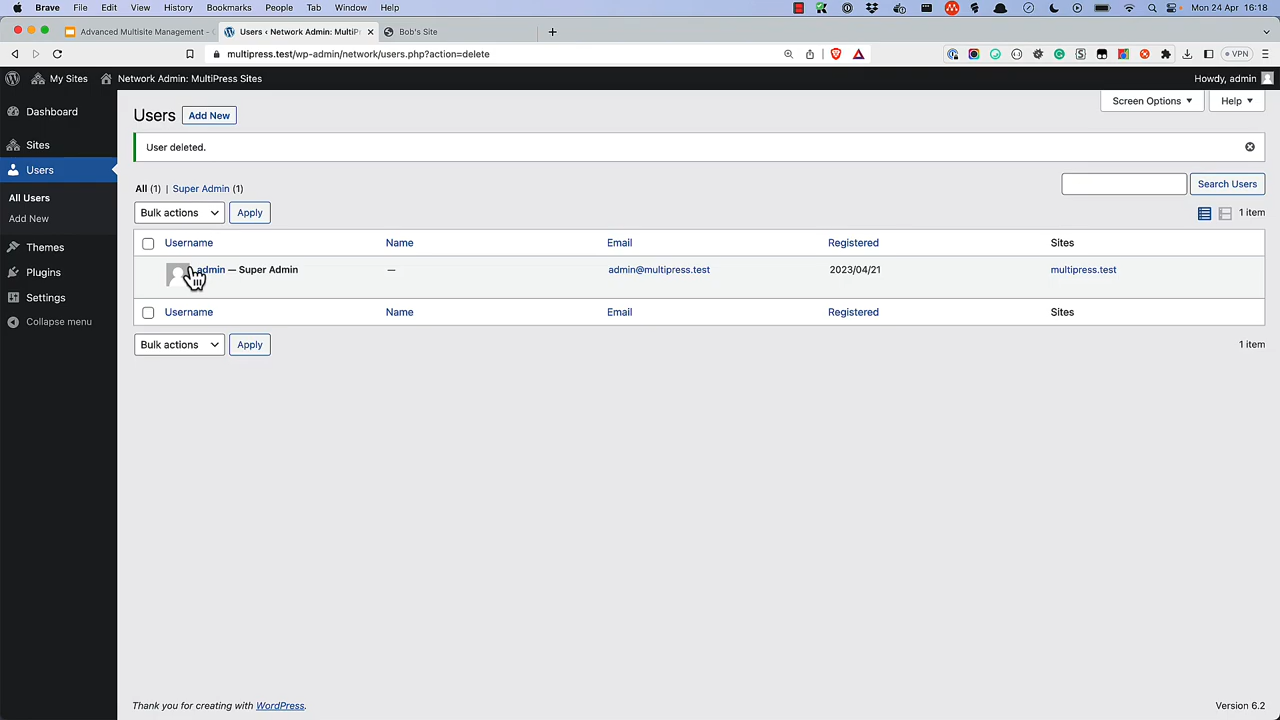 Brave File Edit View History Bookmarks People Tab Window Help Mon 24 Apr 16:18
Advanced Multisite Management - Users ‹ Network Admin: MultiP Bob's Site
multipress.test/wp-admin/network/users.php?action=delete VPN
My Sites Network Admin: MultiPress Sites Howdy, admin
Dashboard
Sites
Users
All Users
Add New
Themes
Plugins
Settings
Collapse menu
Screen Options Help
Users Add New
User deleted.
All (1) | Super Admin (1)
Search Users
Bulk actions Apply 1 item
Username Name Email Registered Sites
admin — Super Admin — admin@multipress.test 2023/04/21 multipress.test
Username Name Email Registered Sites
Bulk actions Apply 1 item
Thank you for creating with WordPress. Version 6.2